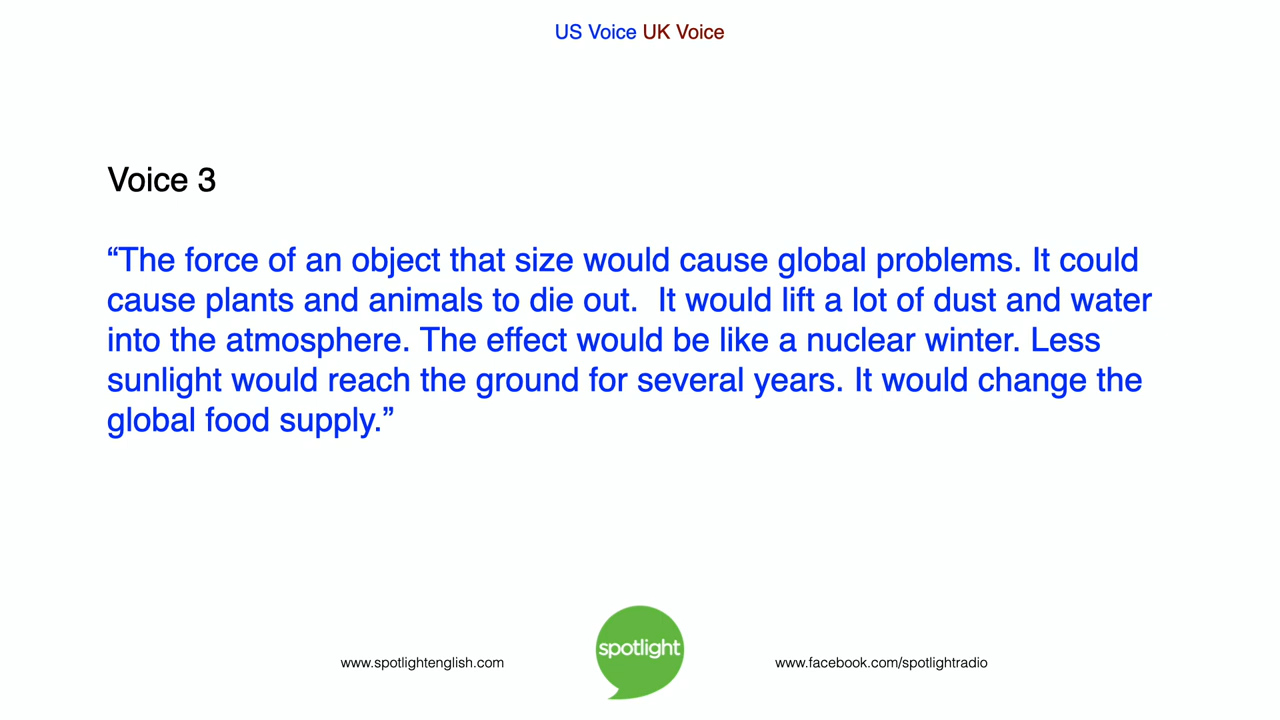 US Voice UK Voice
Voice 3
“The force of an object that size would cause global problems. It could
cause plants and animals to die out.  It would lift a lot of dust and water
into the atmosphere. The effect would be like a nuclear winter. Less
sunlight would reach the ground for several years. It would change the
global food supply.”
spotlight
www.spotlightenglish.com
www.facebook.com/spotlightradio